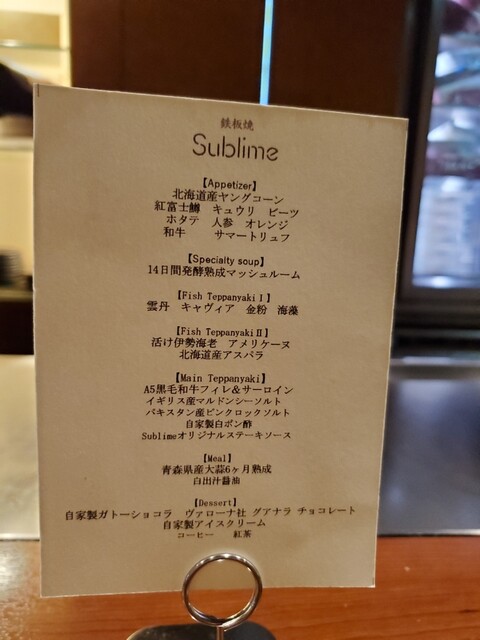 鉄板焼
Sublime
【Appetizer】
北海道産ヤングコーン
紅富士鱒 キュウリ ビーツ
ホタテ 人参 オレンジ
和牛 サマートリュフ
【Specialty soup】
14日間発酵熟成マッシュルーム
【Fish Teppanyaki Ⅰ】
雲丹 キャヴィア 金粉 海藻
【Fish Teppanyaki Ⅱ】
活け伊勢海老 アメリケーヌ
北海道産アスパラ
【Main Teppanyaki】
A5黒毛和牛フィレ&サーロイン
イギリス産マルドンシーソルト
パキスタン産ピンクロックソルト
自家製白ポン酢
Sublimeオリジナルステーキソース
【Meal】
青森県産大蒜6ヶ月熟成
白出汁醤油
【Dessert】
自家製ガトーショコラ ヴァローナ社 グアナラ チョコレート
自家製アイスクリーム
コーヒー 紅茶